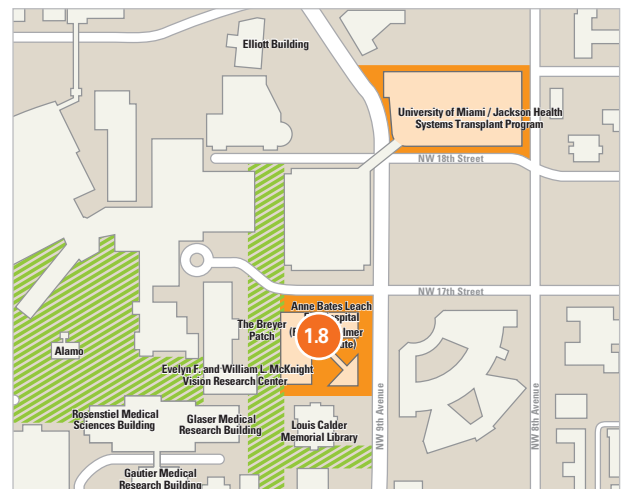 Elliott Building
University of Miami / Jackson Health
Systems Transplant Program
NW 18th Street
NW 17th Street
Anne Bates Leach
The Breyer
Patch
1.8
Alamo
Evelyn F. and William L. McKnight
Vision Research Center
Rosenstiel Medical
Sciences Building
Glaser Medical
Research Building
Louis Calder
Memorial Library
NW 9th Avenue
NW 8th Avenue
Gautier Medical
Research Building